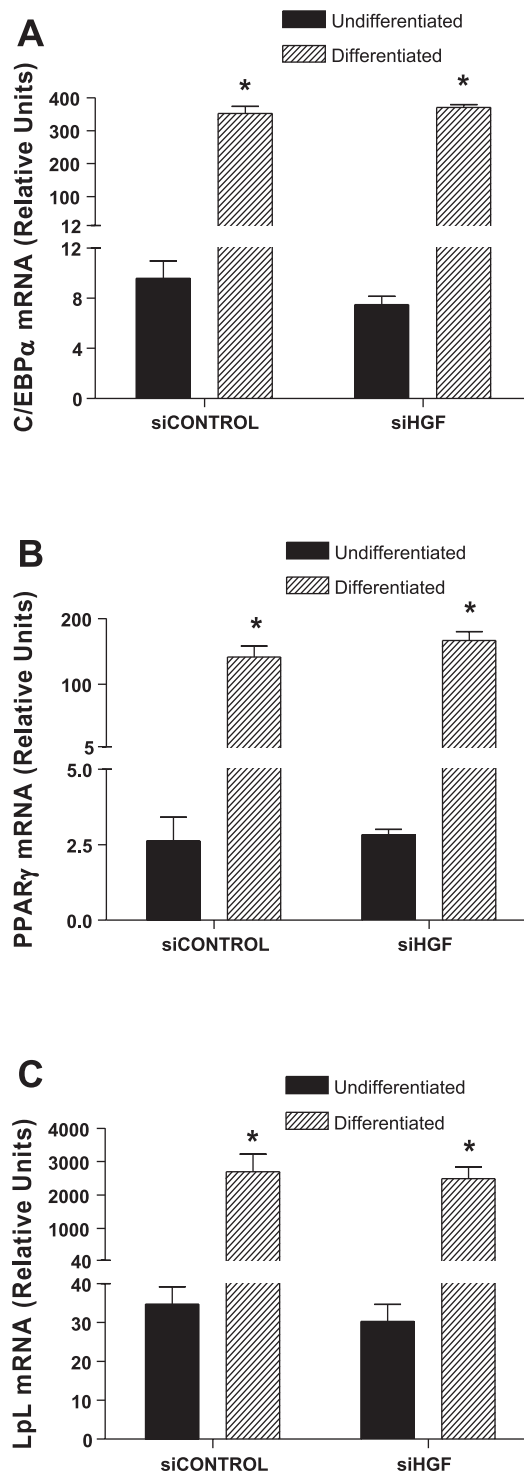 A
Undifferentiated
Differentiated
C/EBPα mRNA (Relative Units)
400
300
200
100
12
12
8
4
0
*
*
siCONTROL
siHGF
B
Undifferentiated
Differentiated
PPARγ mRNA (Relative Units)
200
100
5
5.0
2.5
0.0
*
*
siCONTROL
siHGF
C
Undifferentiated
Differentiated
LpL mRNA (Relative Units)
4000
3000
2000
1000
40
40
30
20
10
0
*
*
siCONTROL
siHGF